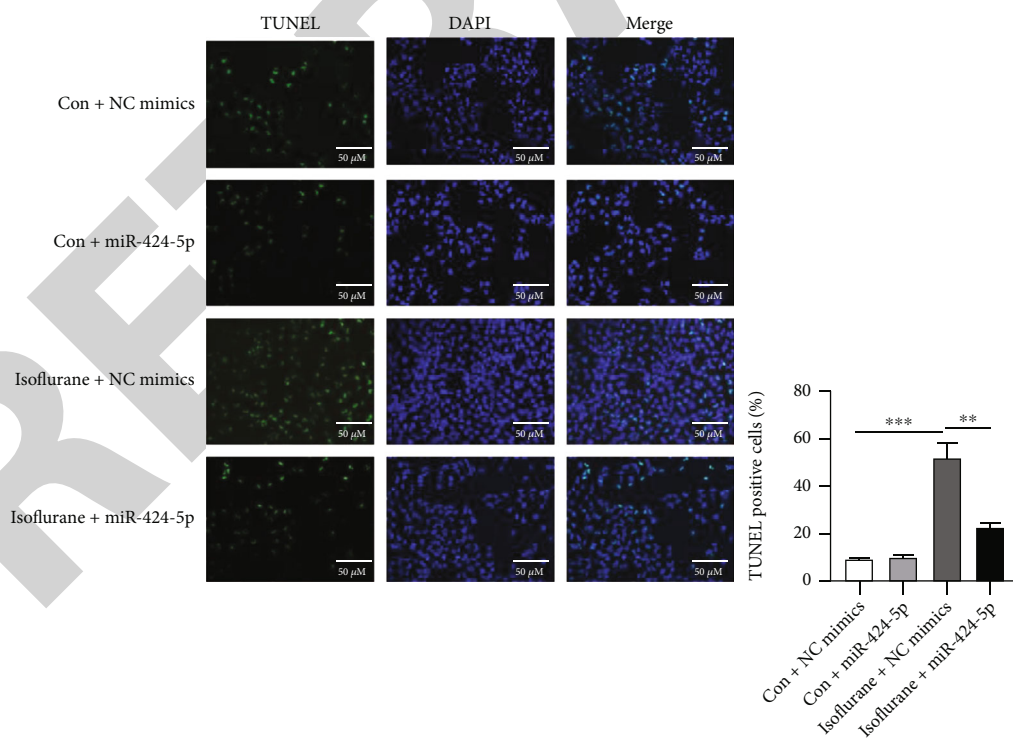 TUNEL DAPI Merge
Con + NC mimics
50 μM 50 μM 50 μM
Con + miR-424-5p
50 μM 50 μM 50 μM
Isoflurane + NC mimics
50 μM 50 μM 50 μM
Isoflurane + miR-424-5p
50 μM 50 μM 50 μM
TUNEL positive cells (%)
80
60
40
20
0
***
**
Con + NC mimics
Con + miR-424-5p
Isoflurane + NC mimics
Isoflurane + miR-424-5p